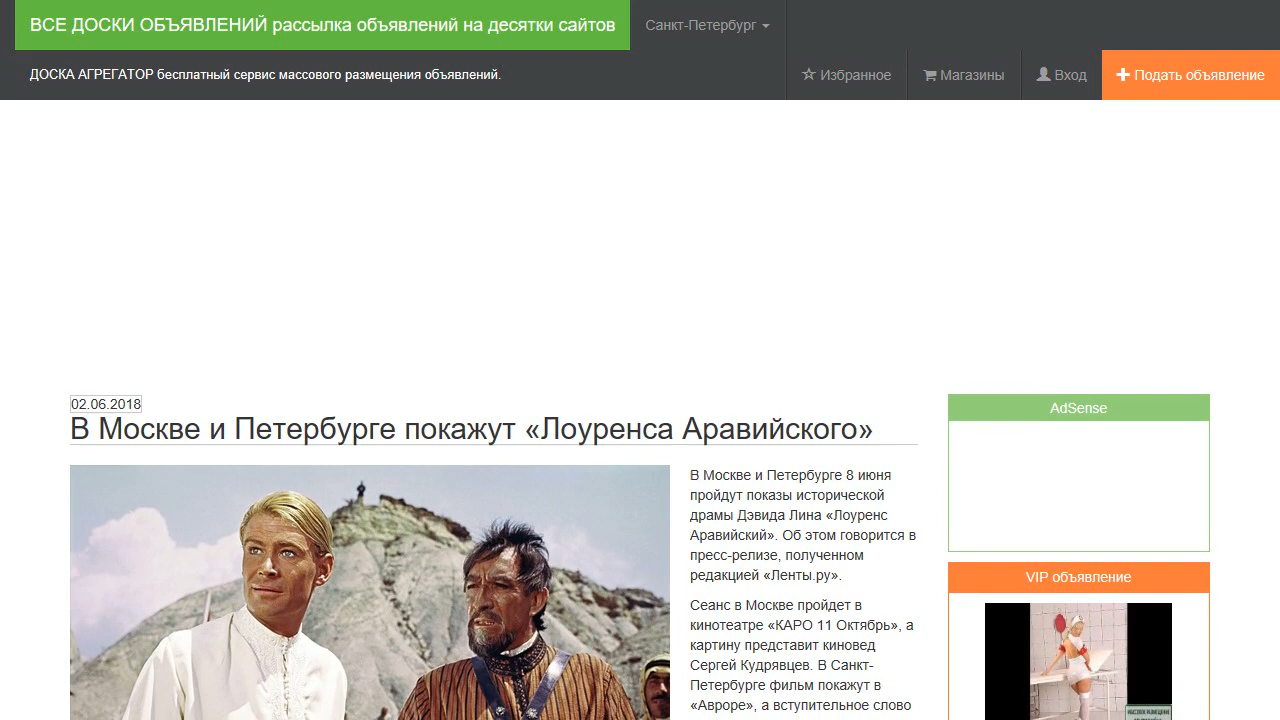 ВСЕ ДОСКИ ОБЪЯВЛЕНИЙ рассылка объявлений на десятки сайтов
Санкт-Петербург
ДОСКА АГРЕГАТОР бесплатный сервис массового размещения объявлений.
Избранное
Магазины
Вход
Подать объявление
02.06.2018
В Москве и Петербурге покажут «Лоуренса Аравийского»
В Москве и Петербурге 8 июня
пройдут показы исторической
драмы Дэвида Лина «Лоуренс
Аравийский». Об этом говорится в
пресс-релизе, полученном
редакцией «Ленты.ру».
Сеанс в Москве пройдет в
кинотеатре «КАРО 11 Октябрь», а
картину представит киновед
Сергей Кудрявцев. В Санкт-
Петербурге фильм покажут в
«Авроре», а вступительное слово
AdSense
VIP объявление